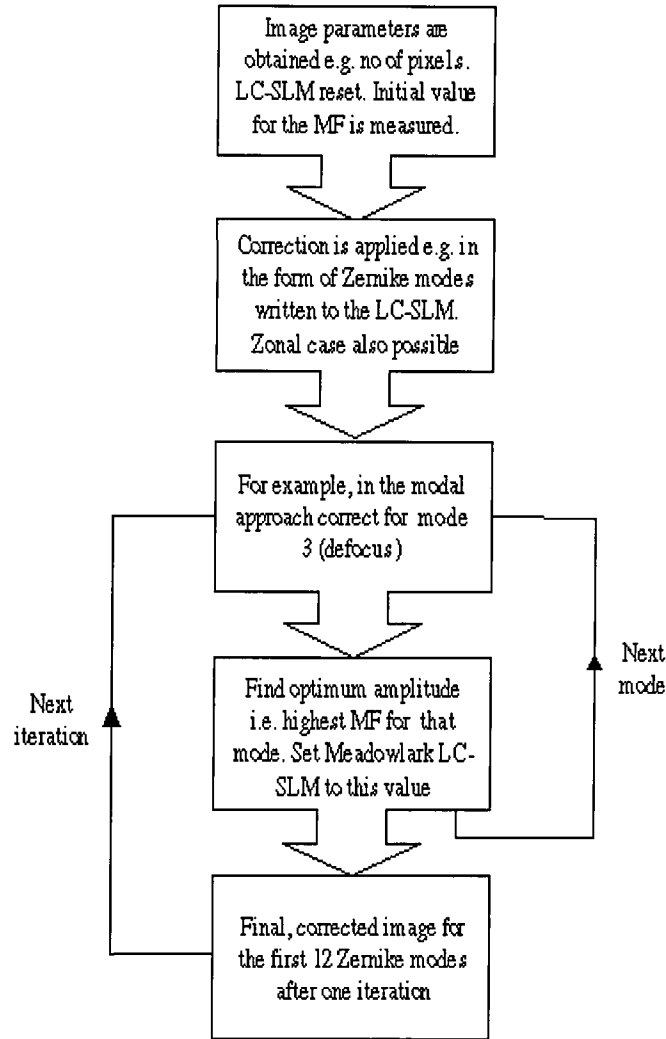 Image parameters are
obtained e.g. no of pixels.
LC-SLM reset. Initial value
for the MF is measured.
Correction is applied e.g. in
the form of Zernike modes
written to the LC-SLM.
Zonal case also possible
For example, in the modal
approach correct for mode
3 (defocus)
Next
mode
Find optimum amplitude
i.e. highest MF for that
mode. Set Meadowlark LC-
SLM to this value
Next
iteration
Final, corrected image for
the first 12 Zernike modes
after one iteration